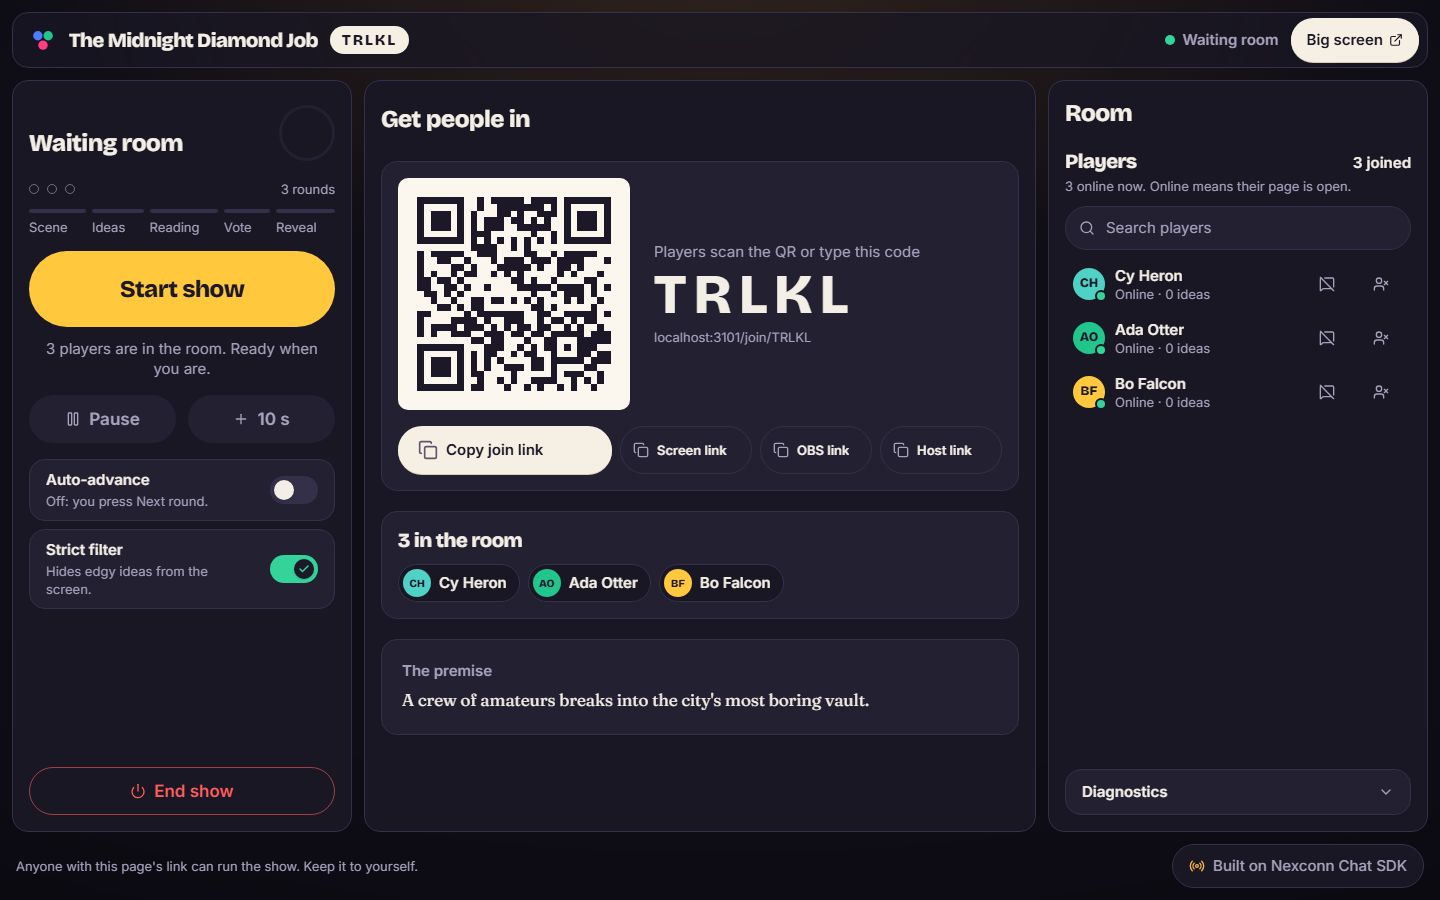 The Midnight Diamond Job
TRLKL
Waiting room
Big screen
Waiting room
3 rounds
Scene
Ideas
Reading
Vote
Reveal
Start show
3 players are in the room. Ready when
you are.
Pause
10 s
Auto-advance
Off: you press Next round.
Strict filter
Hides edgy ideas from the
screen.
End show
Get people in
Players scan the QR or type this code
TRLKL
localhost:3101/join/TRLKL
Copy join link
Screen link
OBS link
Host link
3 in the room
CH
Cy Heron
AO
Ada Otter
BF
Bo Falcon
The premise
A crew of amateurs breaks into the city's most boring vault.
Room
Players
3 joined
3 online now. Online means their page is open.
Search players
CH
Cy Heron
Online · 0 ideas
AO
Ada Otter
Online · 0 ideas
BF
Bo Falcon
Online · 0 ideas
Diagnostics
Anyone with this page's link can run the show. Keep it to yourself.
Built on Nexconn Chat SDK